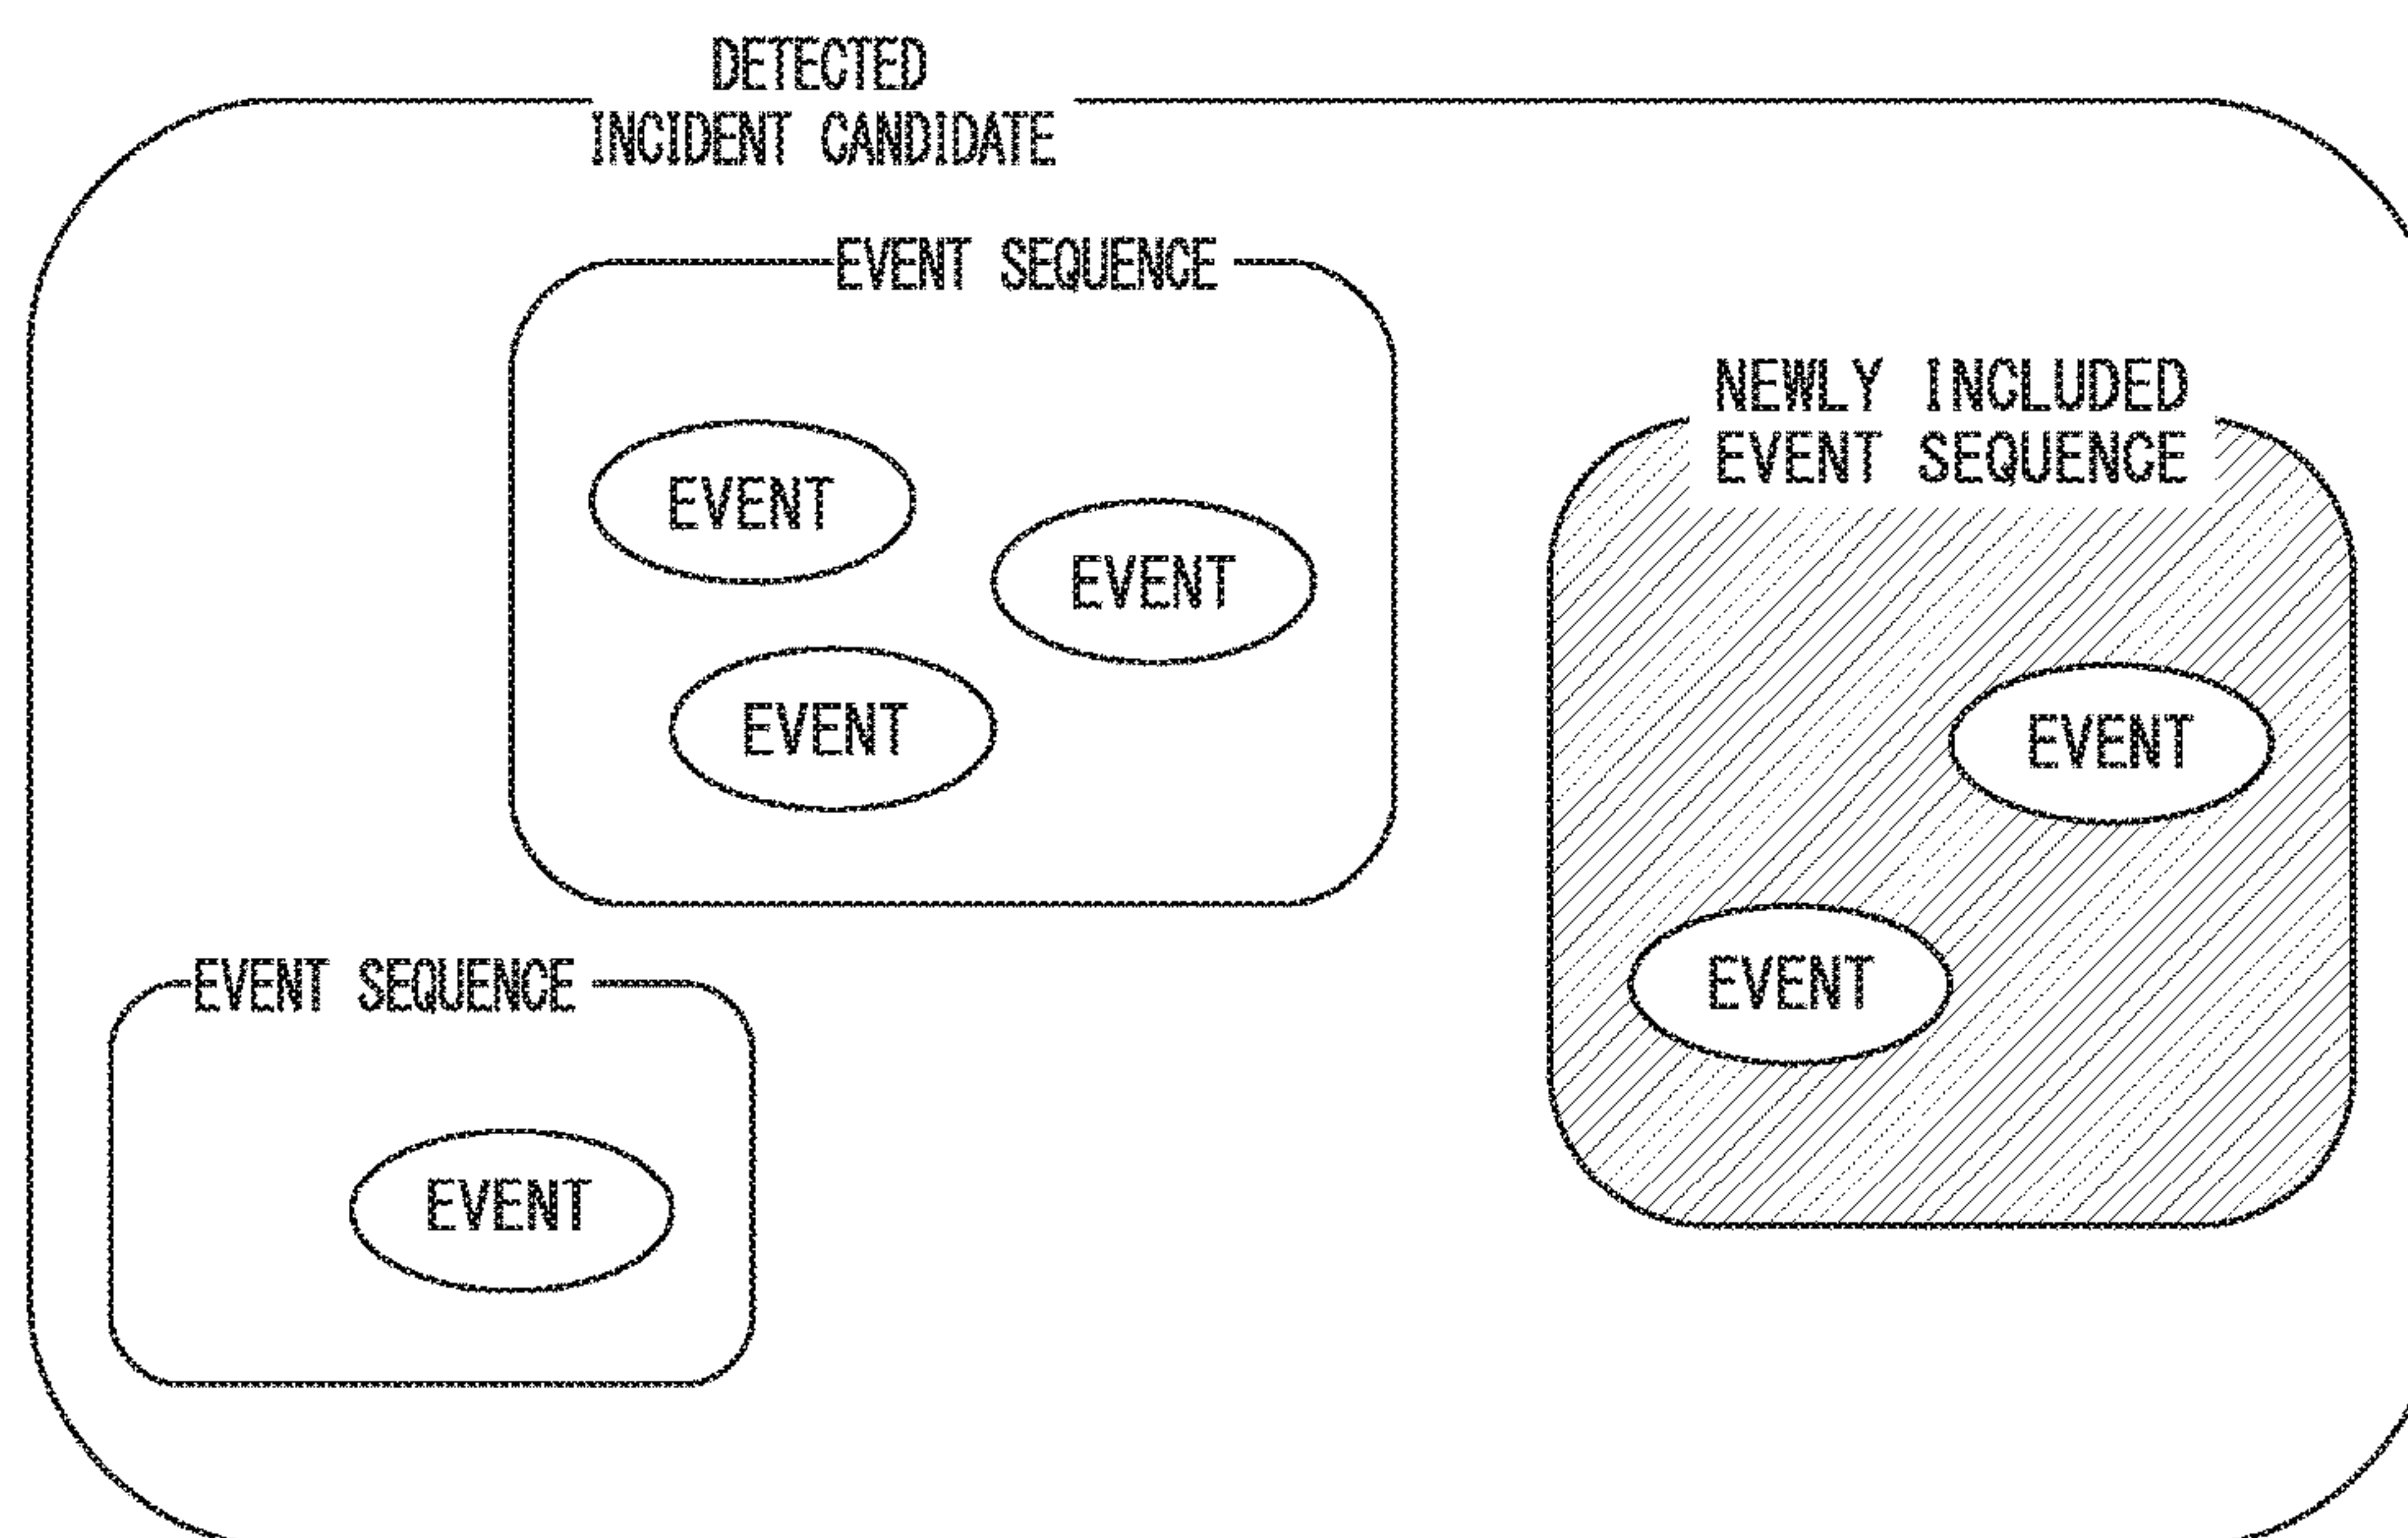 DETECTED
INCIDENT CANDIDATE
EVENT SEQUENCE
EVENT
EVENT
EVENT
NEWLY INCLUDED
EVENT SEQUENCE
EVENT
EVENT
EVENT SEQUENCE
EVENT